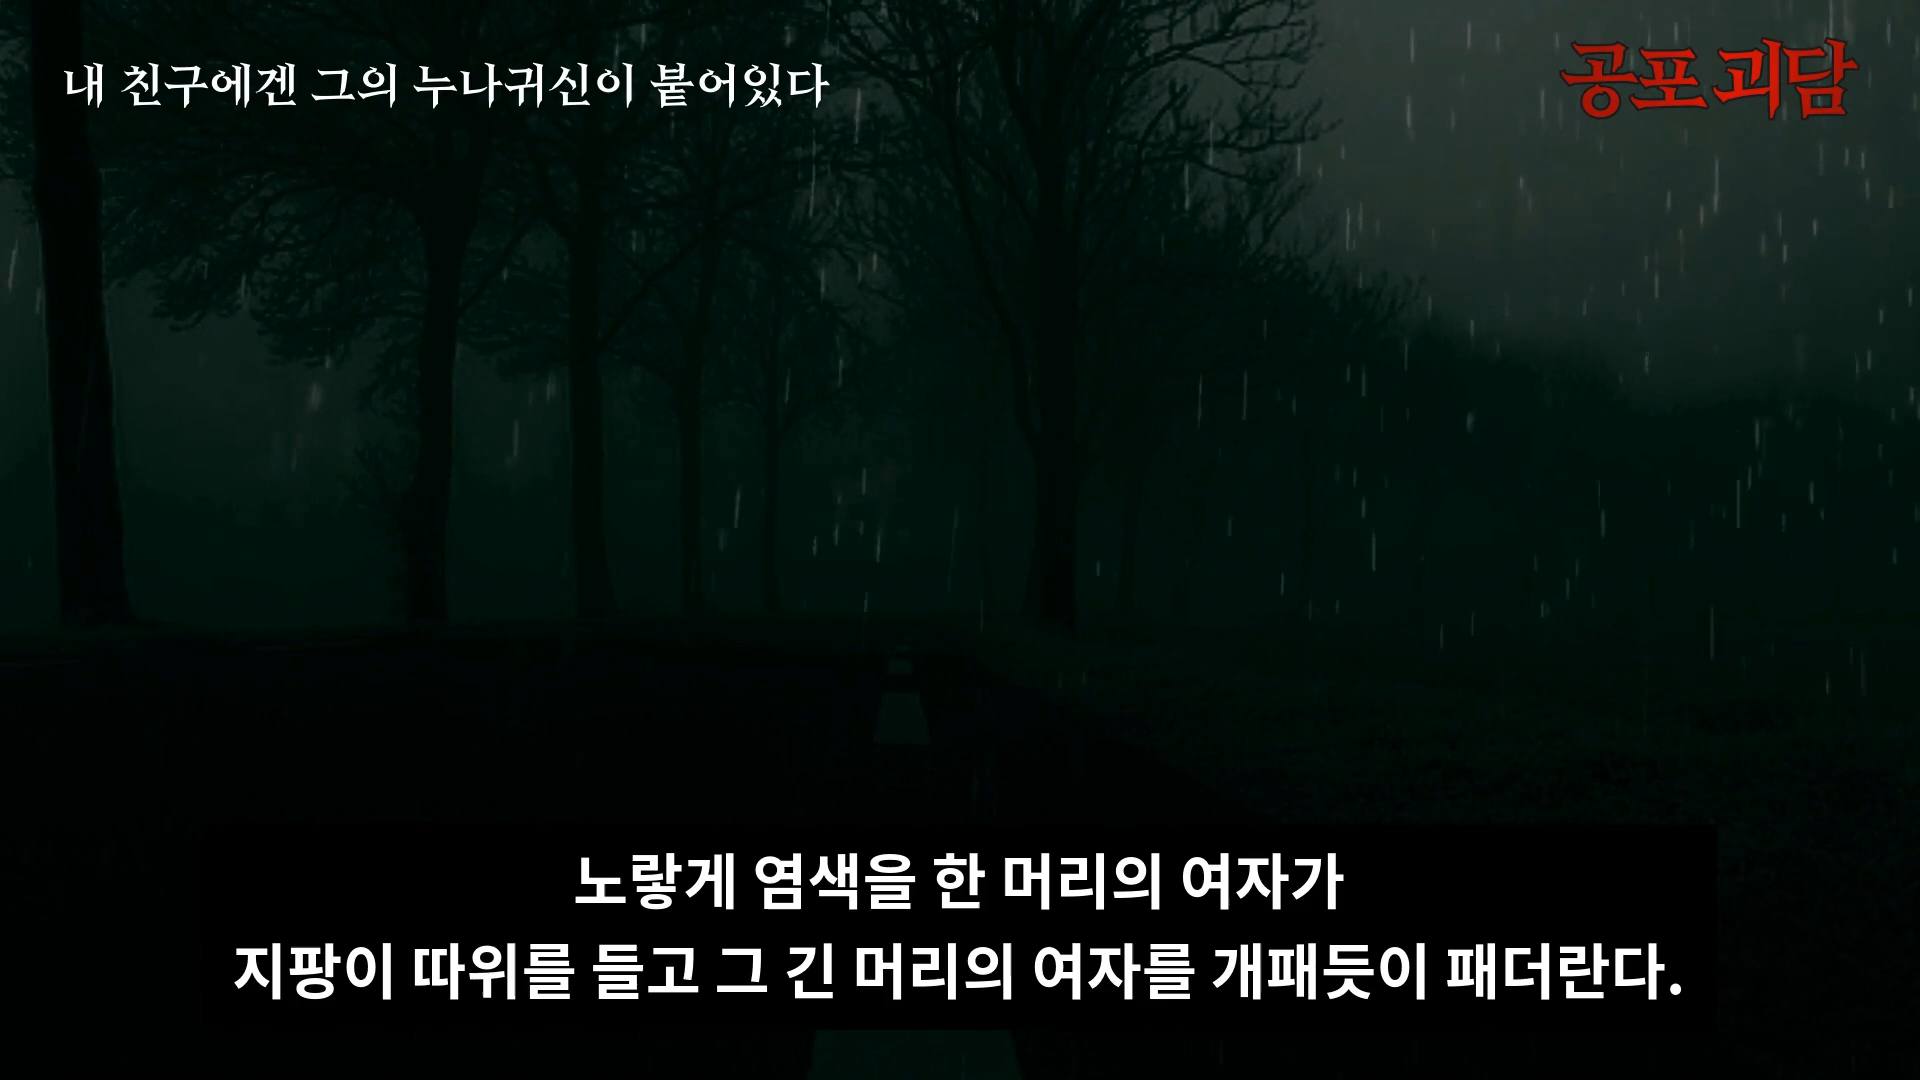 내 친구에겐 그의 누나귀신이 붙어있다
공포괴담
노랗게 염색을 한 머리의 여자가
지팡이 따위를 들고 그 긴 머리의 여자를 개패듯이 패더란다.